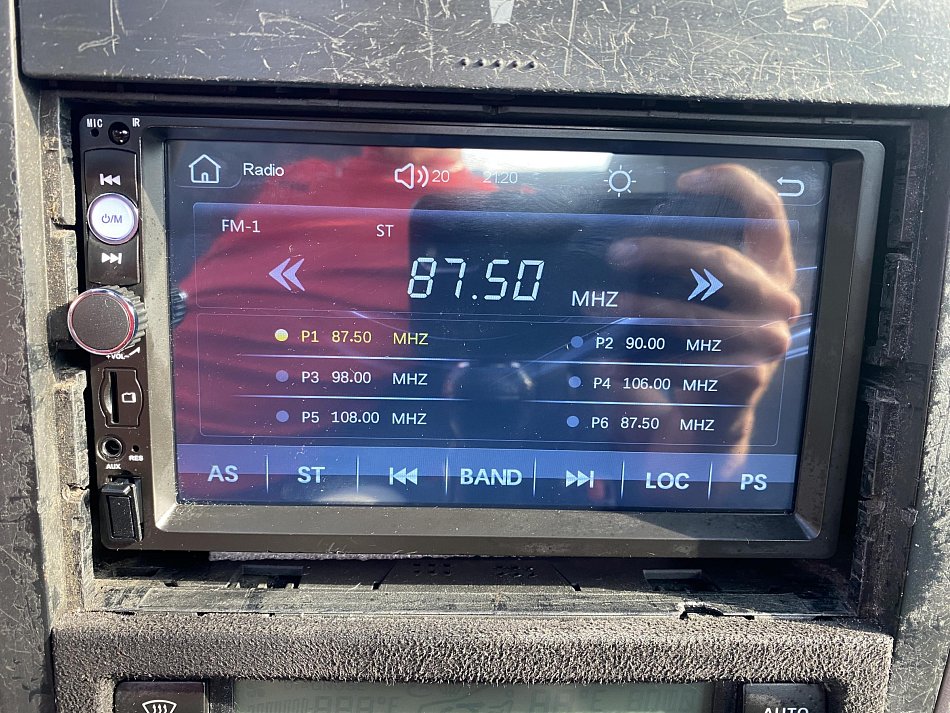 MIC IR
Radio 20 2120
⏻/M
FM-1 ST
87.50 MHZ
P1 87.50 MHZ P2 90.00 MHZ
+VOL-
P3 98.00 MHZ P4 106.00 MHZ
P5 108.00 MHZ P6 87.50 MHZ
AUX RES
AS ST BAND LOC PS
AUTO